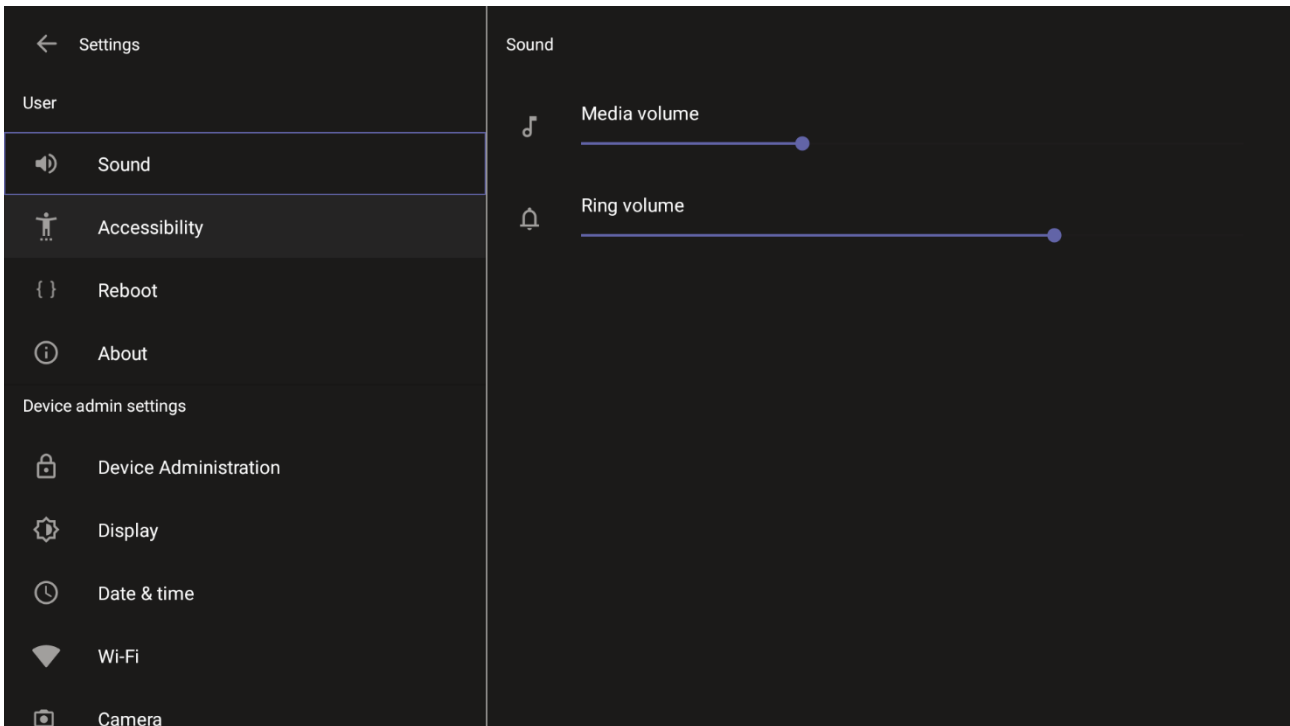 Settings
User
Sound
Accessibility
Reboot
About
Device admin settings
Device Administration
Display
Date & time
Wi-Fi
Camera
Sound
Media volume
Ring volume